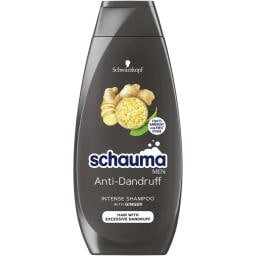 Schwarzkopf
schauma
MEN
Anti-Dandruff
INTENSE SHAMPOO
WITH GINGER
HAIR WITH
EXCESSIVE DANDRUFF